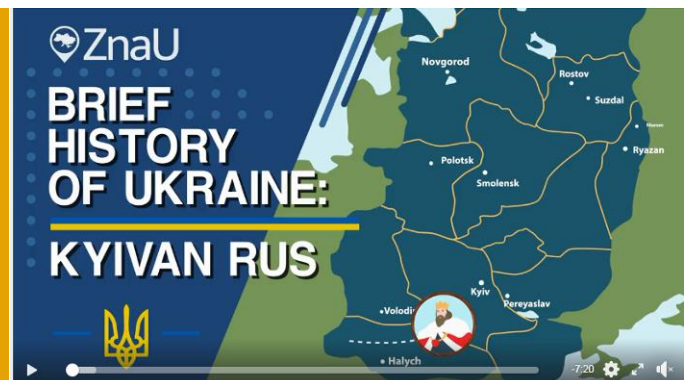 ZnaU
BRIEF
HISTORY
OF UKRAINE:
KYIVAN RUS
Novgorod
Rostov
Suzdal
Ryazan
Polotsk
Smolensk
Kyiv
Pereyaslav
Halych
-7:20